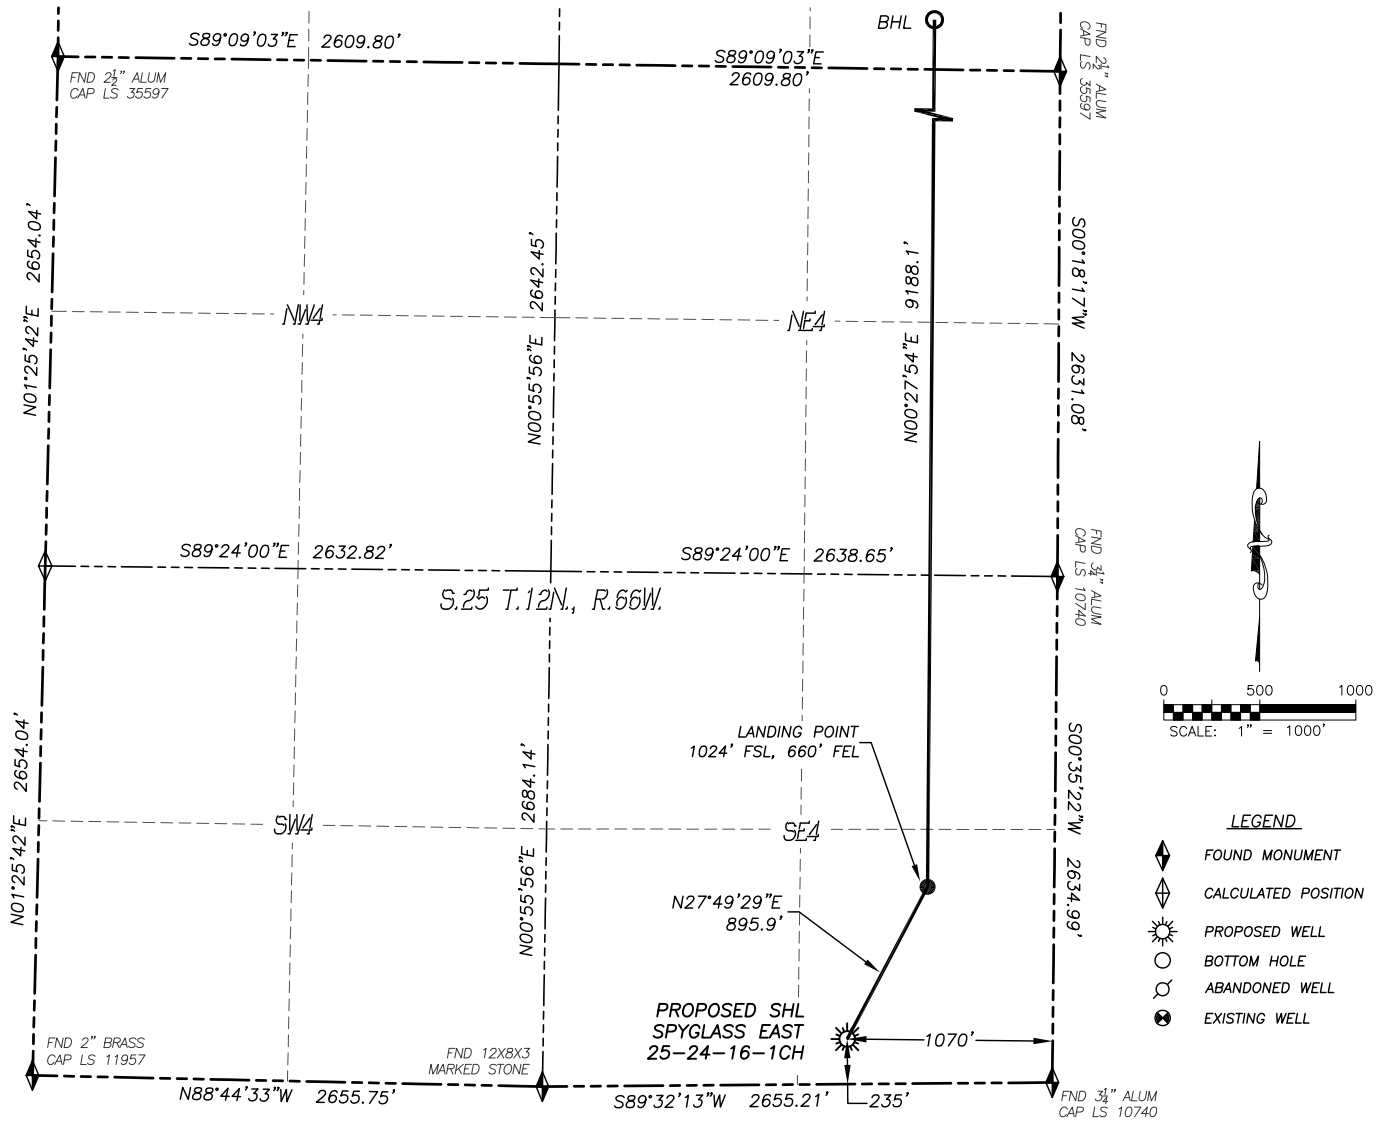 BHL
S89°09'03"E 2609.80'
S89°09'03"E
2609.80'
FND 2½" ALUM
CAP LS 35597
FND 2½" ALUM
CAP LS 35597
N01°25'42"E 2654.04'
N00°55'56"E 2642.45'
N00°27'54"E 9188.1'
S00°18'17"W 2631.08'
NW4
NE4
S89°24'00"E 2632.82'
S89°24'00"E 2638.65'
FND 3¼" ALUM
CAP LS 10740
S.25 T.12N., R.66W.
0 500 1000
SCALE: 1" = 1000'
LANDING POINT
1024' FSL, 660' FEL
N01°25'42"E 2654.04'
N00°55'56"E 2684.14'
S00°35'22"W 2634.99'
SW4
SE4
N27°49'29"E
895.9'
LEGEND
FOUND MONUMENT
CALCULATED POSITION
PROPOSED WELL
BOTTOM HOLE
ABANDONED WELL
EXISTING WELL
PROPOSED SHL
SPYGLASS EAST
25-24-16-1CH
1070'
FND 2" BRASS
CAP LS 11957
FND 12X8X3
MARKED STONE
N88°44'33"W 2655.75'
S89°32'13"W 2655.21'
235'
FND 3¼" ALUM
CAP LS 10740